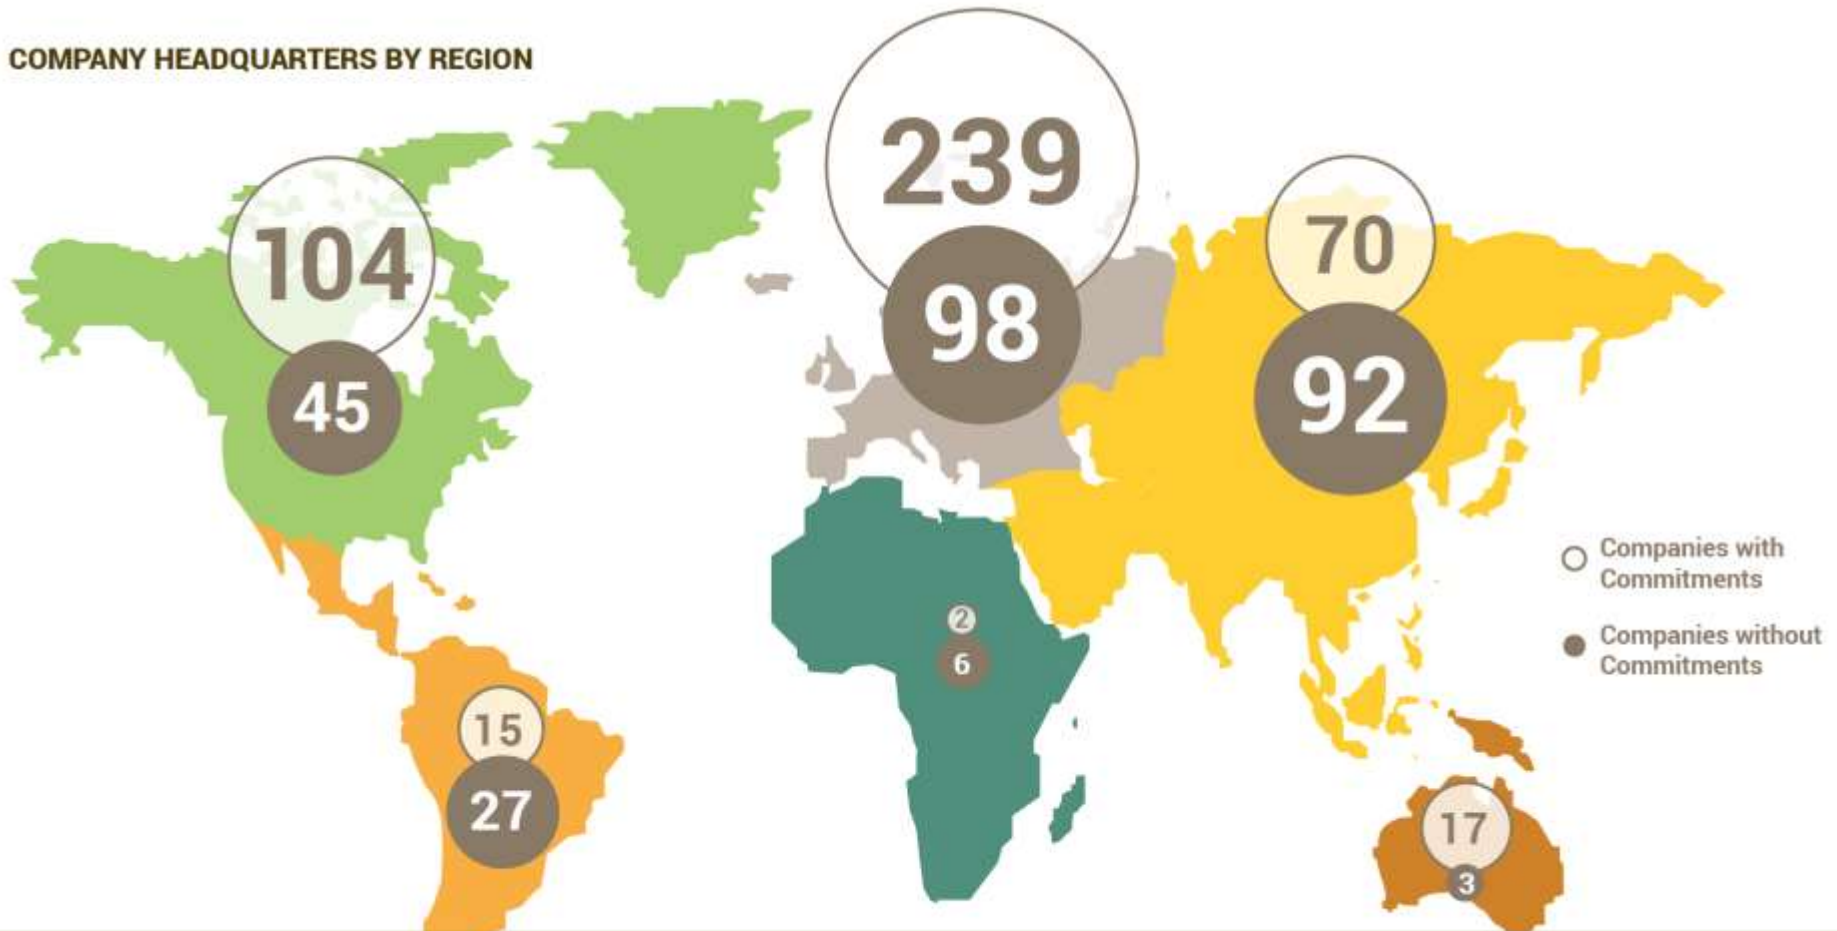 COMPANY HEADQUARTERS BY REGION
239
104
70
98
92
45
Companies with
Commitments
Companies without
Commitments
2
6
15
27
17
3